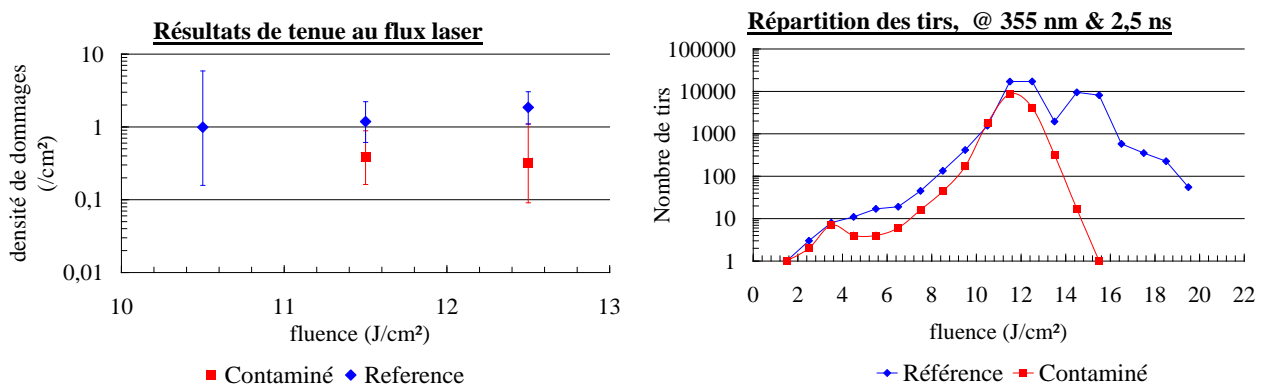 Résultats de tenue au flux laser
densité de dommages
(/cm²)
10
1
0,1
0,01
10 11 12 13
fluence (J/cm²)
Contaminé Reference
Répartition des tirs, @ 355 nm & 2,5 ns
Nombre de tirs
100000
10000
1000
100
10
1
0 2 4 6 8 10 12 14 16 18 20 22
fluence (J/cm²)
Référence Contaminé